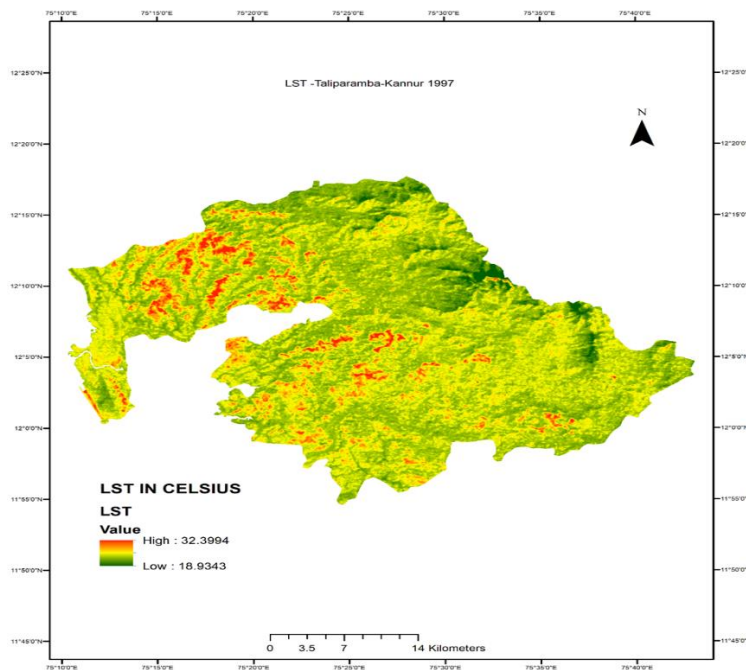 75°10'0"E 75°15'0"E 75°20'0"E 75°25'0"E 75°30'0"E 75°35'0"E 75°40'0"E
12°25'0"N 12°25'0"N
LST -Taliparamba-Kannur 1997
N
12°20'0"N 12°20'0"N
12°15'0"N 12°15'0"N
12°10'0"N 12°10'0"N
12°5'0"N 12°5'0"N
12°0'0"N 12°0'0"N
LST IN CELSIUS
11°55'0"N 11°55'0"N
LST
Value
High : 32.3994
Low : 18.9343
11°50'0"N 11°50'0"N
11°45'0"N 11°45'0"N
0 3.5 7 14 Kilometers
75°10'0"E 75°15'0"E 75°20'0"E 75°25'0"E 75°30'0"E 75°35'0"E 75°40'0"E